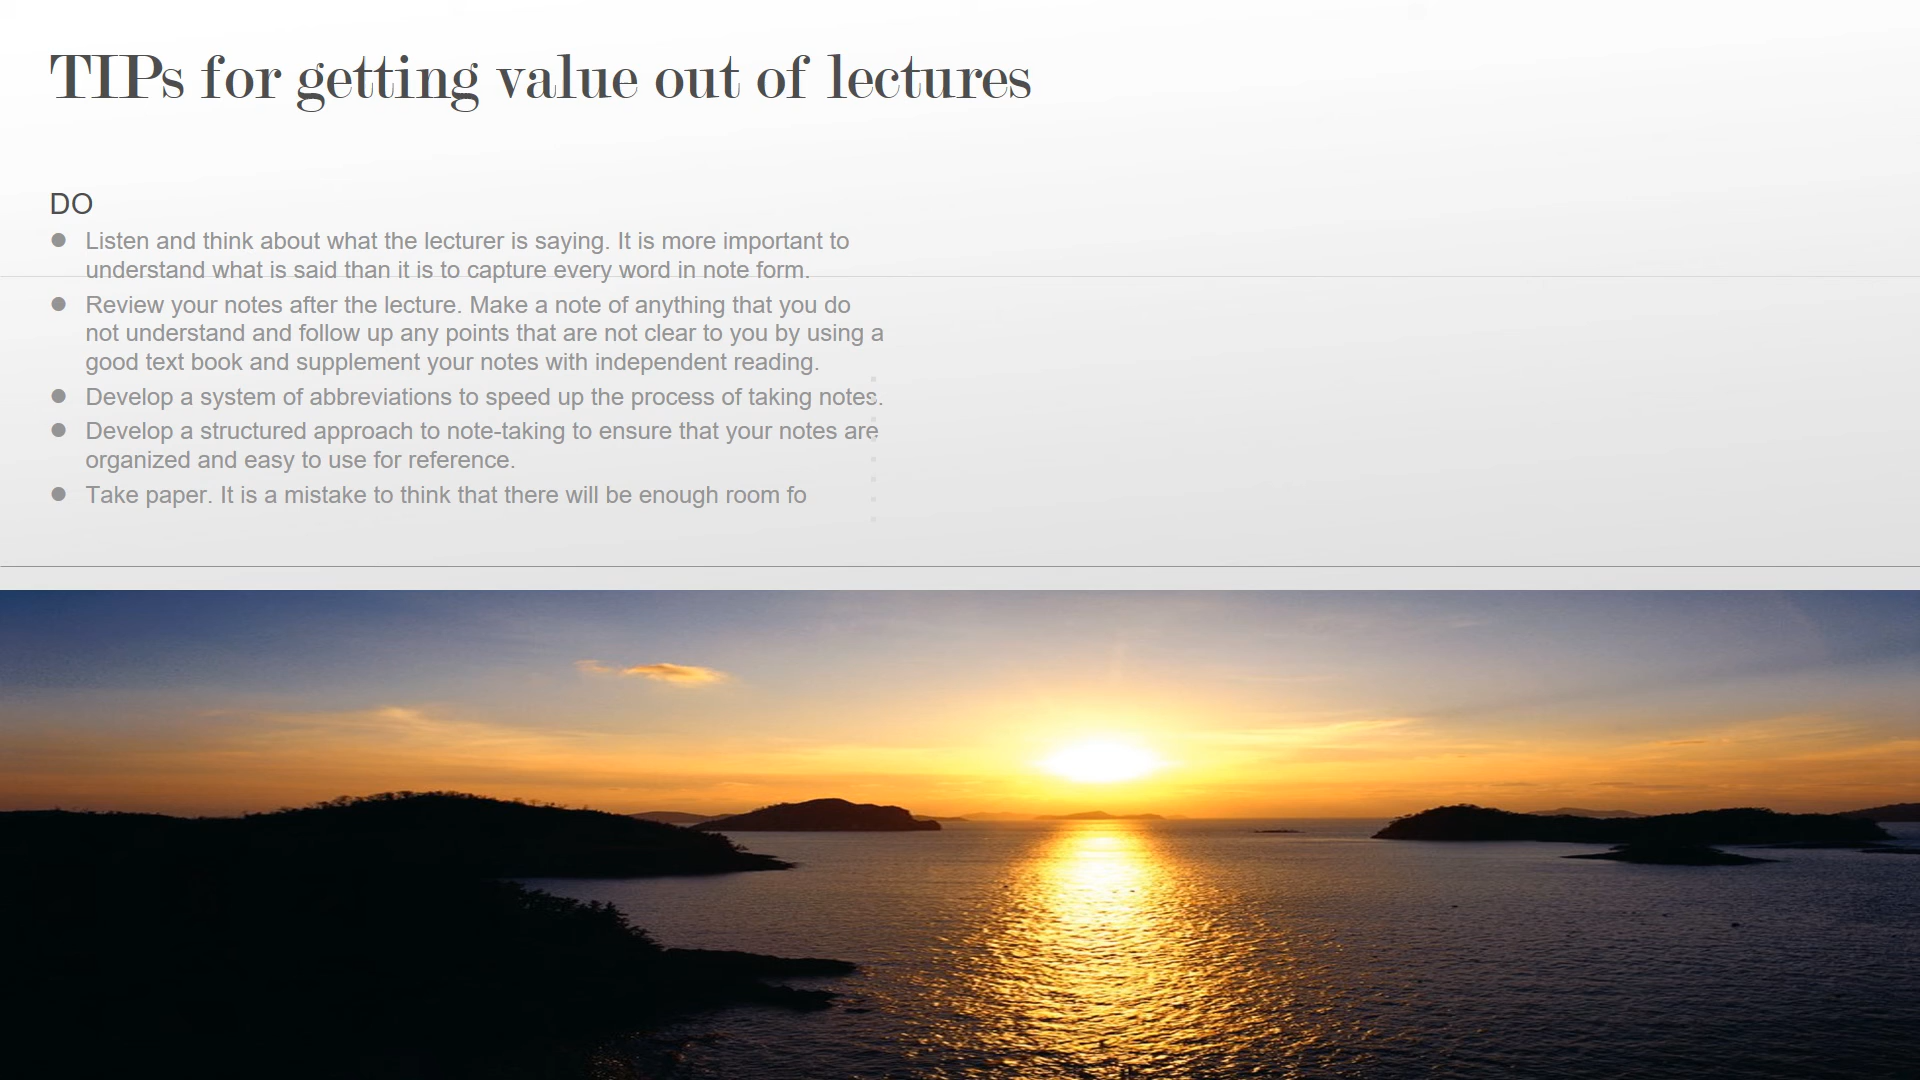 TIPs for getting value out of lectures
DO
● Listen and think about what the lecturer is saying. It is more important to
understand what is said than it is to capture every word in note form.
● Review your notes after the lecture. Make a note of anything that you do
not understand and follow up any points that are not clear to you by using a
good text book and supplement your notes with independent reading.
● Develop a system of abbreviations to speed up the process of taking notes.
● Develop a structured approach to note-taking to ensure that your notes are
organized and easy to use for reference.
● Take paper. It is a mistake to think that there will be enough room fo